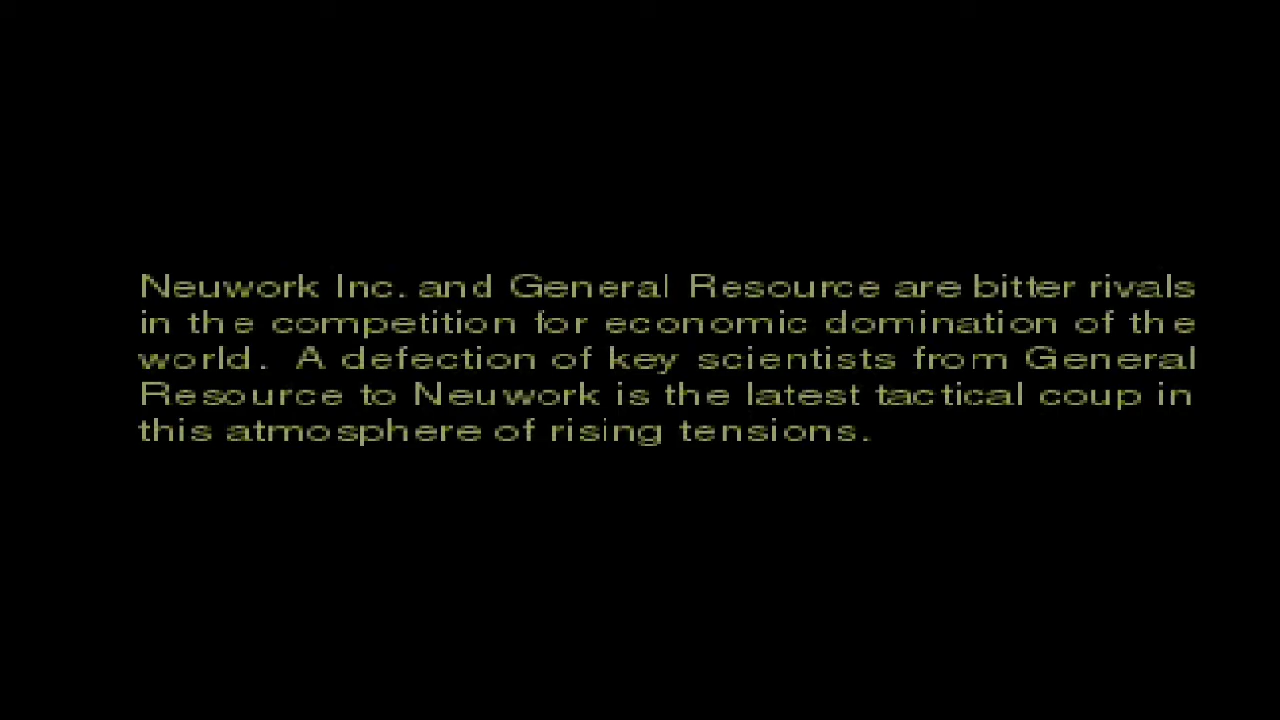 Neuwork Inc. and General Resource are bitter rivals
in the competition for economic domination of the
world. A defection of key scientists from General
Resource to Neuwork is the latest tactical coup in
this atmosphere of rising tensions.